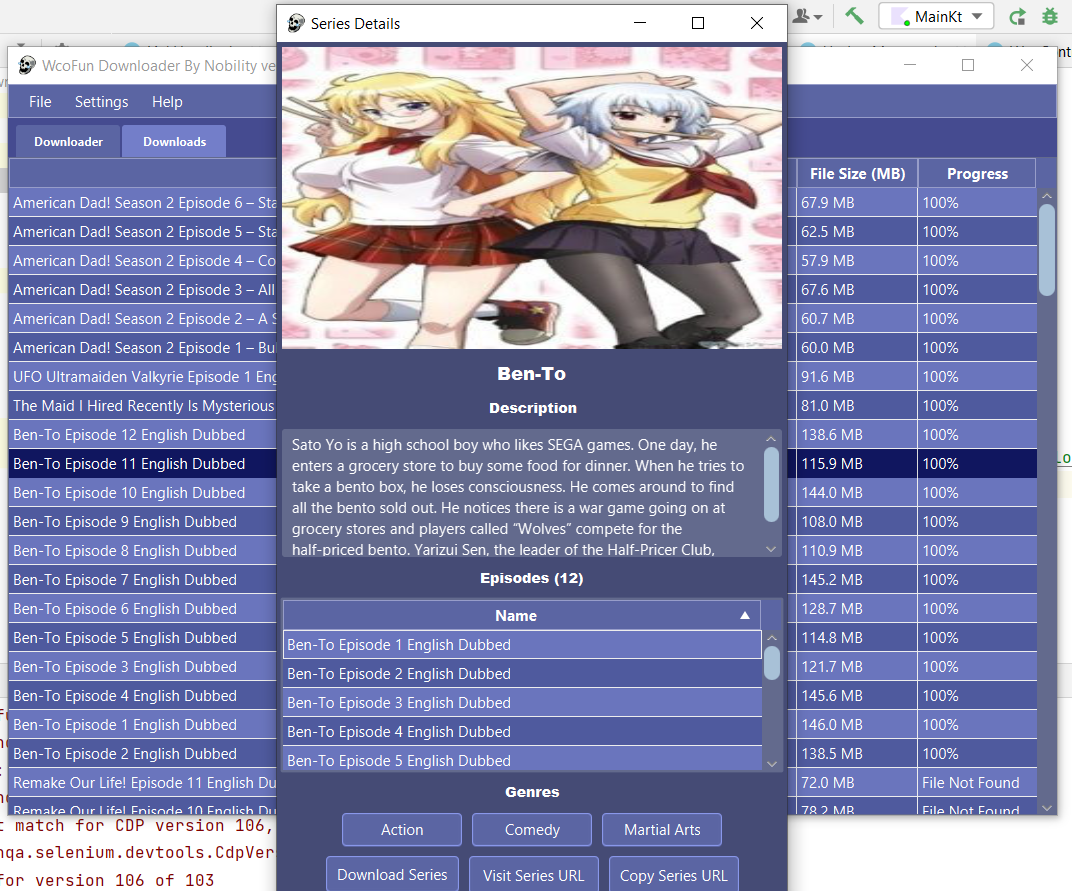 Series Details
MainKt
WcoFun Downloader By Nobility
File Settings Help
Downloader Downloads
File Size (MB) Progress
American Dad! Season 2 Episode 6 – 67.9 MB 100%
American Dad! Season 2 Episode 5 – 62.5 MB 100%
American Dad! Season 2 Episode 4 – 57.9 MB 100%
American Dad! Season 2 Episode 3 – All 67.6 MB 100%
American Dad! Season 2 Episode 2 – A 60.7 MB 100%
American Dad! Season 2 Episode 1 – 60.0 MB 100%
UFO Ultramaiden Valkyrie Episode 1 91.6 MB 100%
The Maid I Hired Recently Is Mysterious 81.0 MB 100%
Ben-To Episode 12 English Dubbed 138.6 MB 100%
Ben-To Episode 11 English Dubbed 115.9 MB 100%
Ben-To Episode 10 English Dubbed 144.0 MB 100%
Ben-To Episode 9 English Dubbed 108.0 MB 100%
Ben-To Episode 8 English Dubbed 110.9 MB 100%
Ben-To Episode 7 English Dubbed 145.2 MB 100%
Ben-To Episode 6 English Dubbed 128.7 MB 100%
Ben-To Episode 5 English Dubbed 114.8 MB 100%
Ben-To Episode 3 English Dubbed 121.7 MB 100%
Ben-To Episode 4 English Dubbed 145.6 MB 100%
Ben-To Episode 1 English Dubbed 146.0 MB 100%
Ben-To Episode 2 English Dubbed 138.5 MB 100%
Remake Our Life! Episode 11 English 72.0 MB File Not Found
Remake Our Life! Episode 10 English 78.2 MB File Not Found
Ben-To
Description
Sato Yo is a high school boy who likes SEGA games. One day, he
enters a grocery store to buy some food for dinner. When he tries to
take a bento box, he loses consciousness. He comes around to find
all the bento sold out. He notices there is a war game going on at
grocery stores and players called “Wolves” compete for the
half-priced bento. Yarizui Sen, the leader of the Half-Pricer Club,
Episodes (12)
Name
Ben-To Episode 1 English Dubbed
Ben-To Episode 2 English Dubbed
Ben-To Episode 3 English Dubbed
Ben-To Episode 4 English Dubbed
Ben-To Episode 5 English Dubbed
Genres
Action Comedy Martial Arts
Download Series Visit Series URL Copy Series URL
t match for CDP version 106,
nqa.selenium.devtools.CdpVer
for version 106 of 103